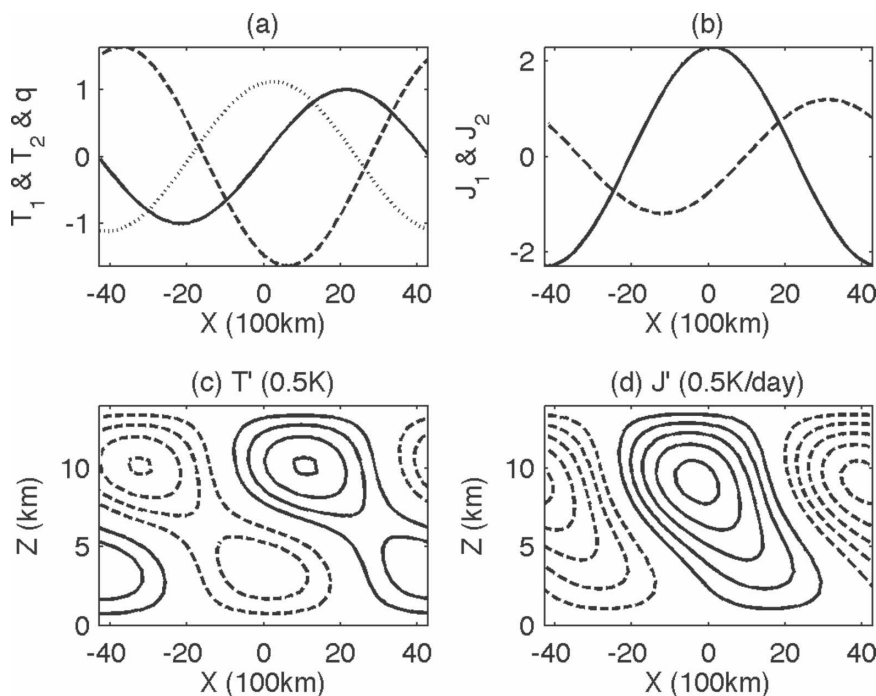 (a)
T1 & T2 & q
1
0
-1
-40 -20 0 20 40
X (100km)
(b)
J1 & J2
2
0
-2
-40 -20 0 20 40
X (100km)
(c) T' (0.5K)
Z (km)
10
5
0
-40 -20 0 20 40
X (100km)
(d) J' (0.5K/day)
Z (km)
10
5
0
-40 -20 0 20 40
X (100km)